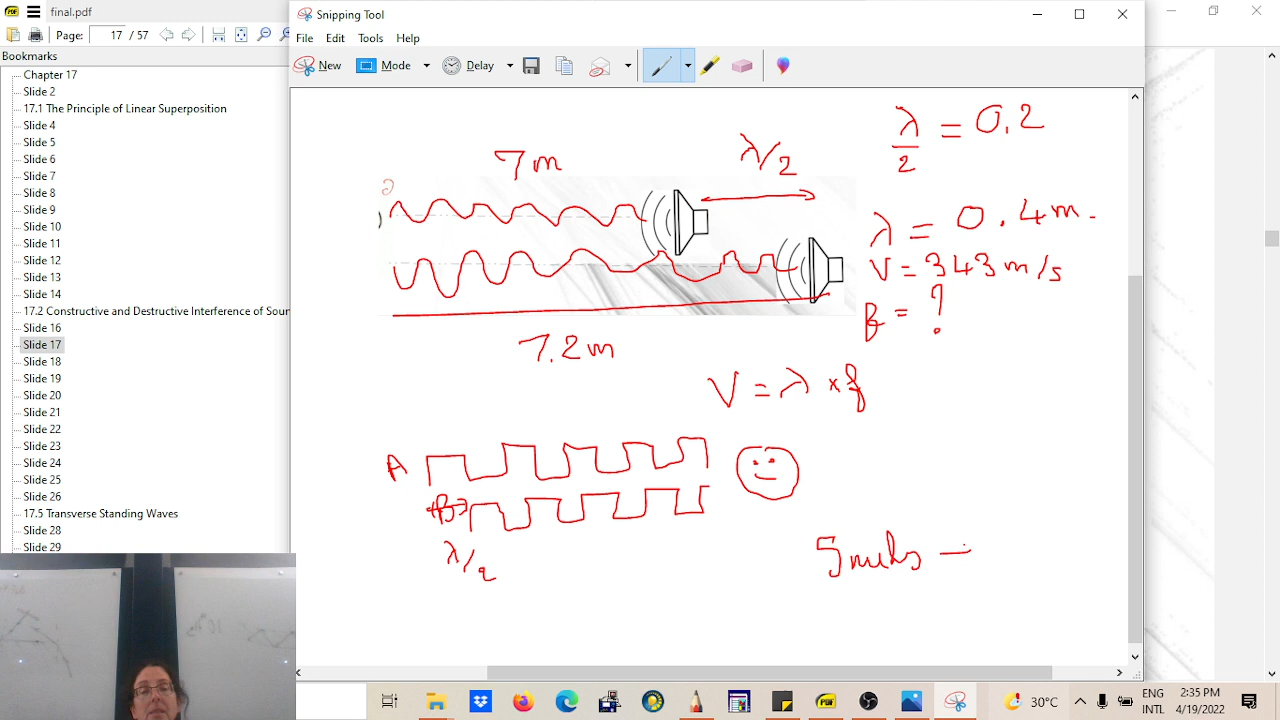 final.pdf
Snipping Tool
File Edit Tools Help
Page: 17 / 57
New Mode Delay
Bookmarks
Chapter 17
Slide 2
17.1 The Principle of Linear Superposition
Slide 4
Slide 5
Slide 6
Slide 7
Slide 8
Slide 9
Slide 10
Slide 11
Slide 12
Slide 13
Slide 14
17.2 Constructive and Destructive Interference of Soun
Slide 16
Slide 17
Slide 18
Slide 19
Slide 20
Slide 21
Slide 22
Slide 23
Slide 24
Slide 25
Slide 26
17.5 Transverse Standing Waves
Slide 28
Slide 29
7m
λ/2
λ/2 = 0.2
λ = 0.4m.
V = 343m/s
f = ?
7.2m
V = λ × f
A
B
λ/2
30°C
ENG
INTL
2:35 PM
4/19/2022